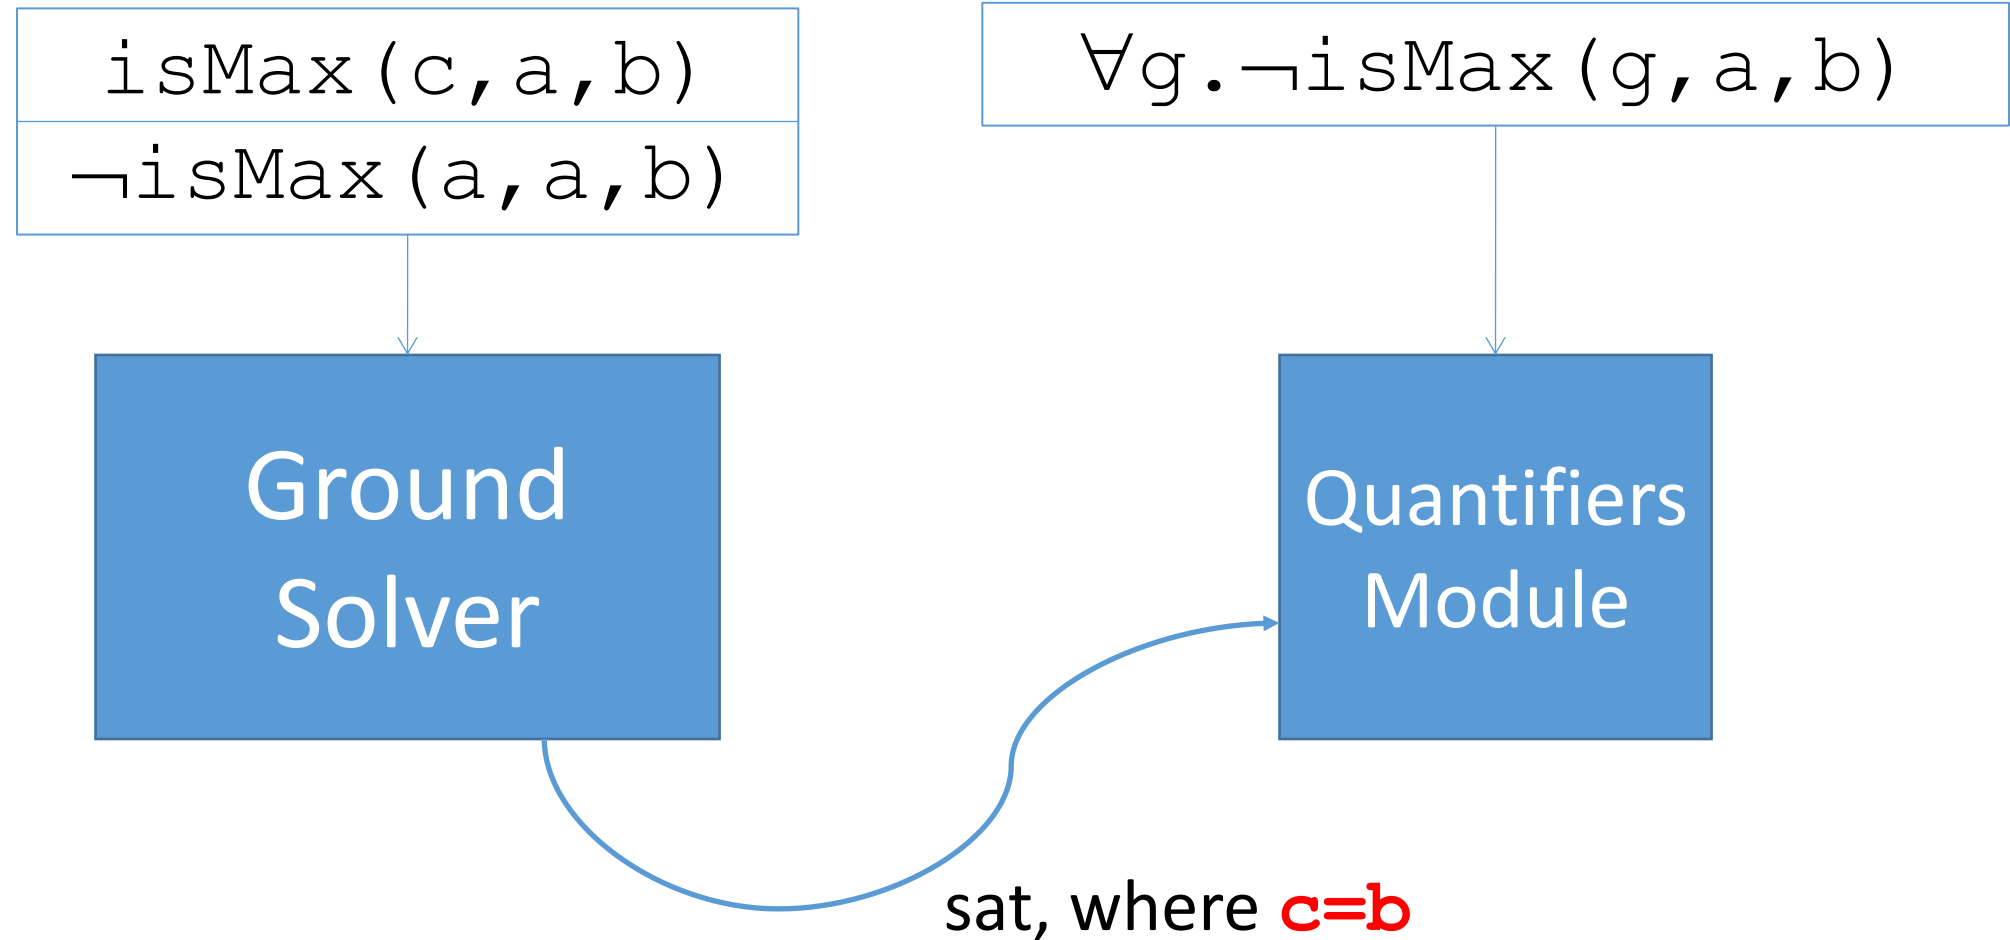 isMax(c,a,b)
¬isMax(a,a,b)
∀g.¬isMax(g,a,b)
Ground
Solver
Quantifiers
Module
sat, where c=b